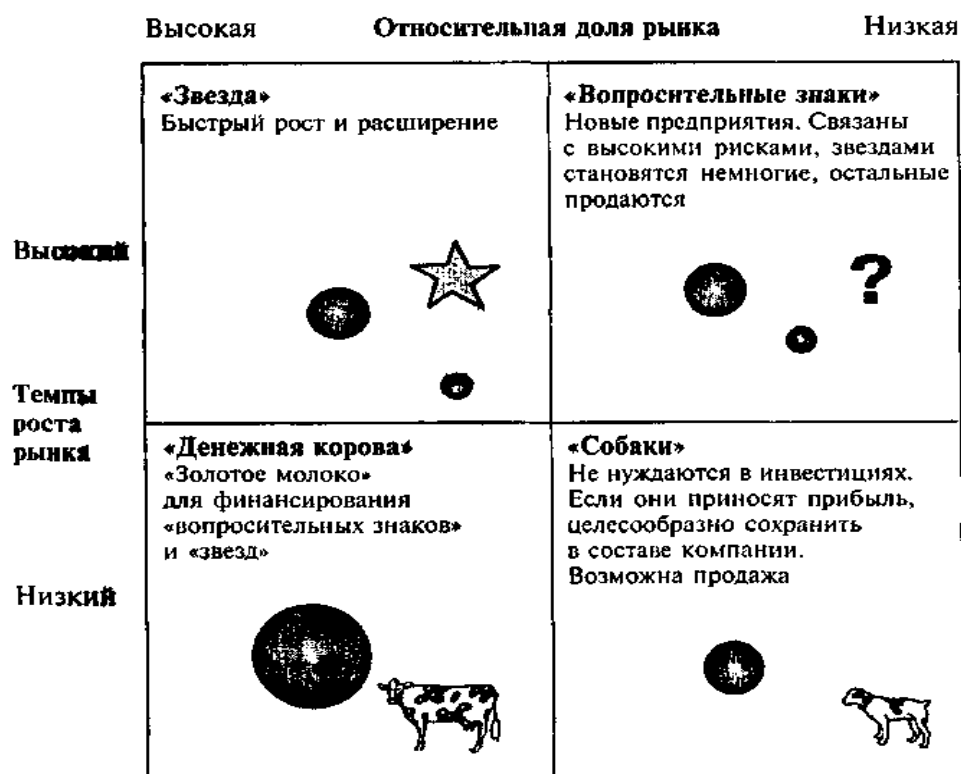 Высокая Относительная доля рынка Низкая
«Звезда»
Быстрый рост и расширение
«Вопросительные знаки»
Новые предприятия. Связаны
с высокими рисками, звездами
становятся немногие, остальные
продаются
Высокий
?
Темпы
роста
рынка
«Денежная корова»
«Золотое молоко»
для финансирования
«вопросительных знаков»
и «звезд»
«Собаки»
Не нуждаются в инвестициях.
Если они приносят прибыль,
целесообразно сохранить
в составе компании.
Возможна продажа
Низкий